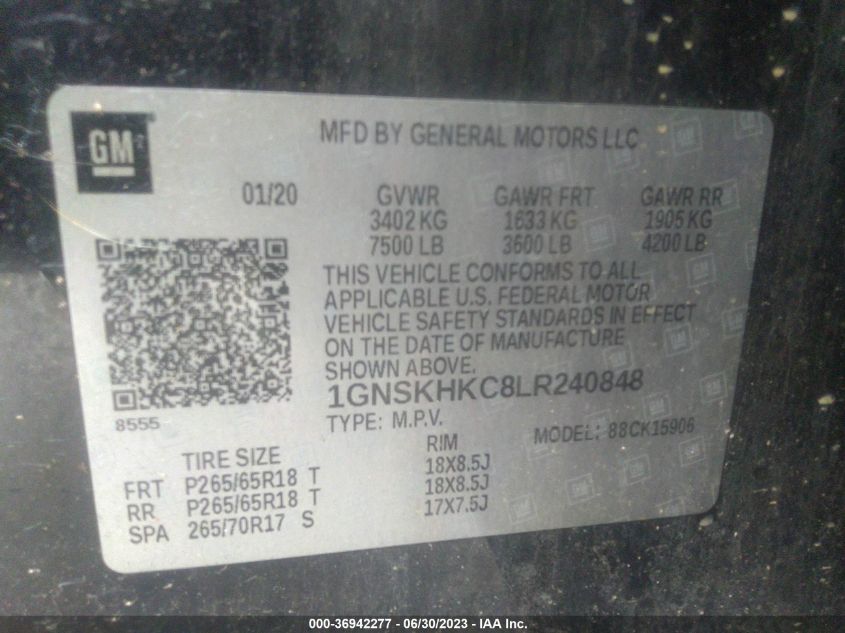 GM
MFD BY GENERAL MOTORS LLC
01/20 GVWR GAWR FRT GAWR RR
3402 KG 1633 KG 1905 KG
7500 LB 3600 LB 4200 LB
THIS VEHICLE CONFORMS TO ALL
APPLICABLE U.S. FEDERAL MOTOR
VEHICLE SAFETY STANDARDS IN EFFECT
ON THE DATE OF MANUFACTURE
SHOWN ABOVE.
1GNSKHKC8LR240848
8555
TYPE: M.P.V. MODEL: 88CK15906
TIRE SIZE RIM
FRT P265/65R18 T 18X8.5J
RR P265/65R18 T 18X8.5J
SPA 265/70R17 S 17X7.5J
000-36942277 - 06/30/2023 - IAA Inc.